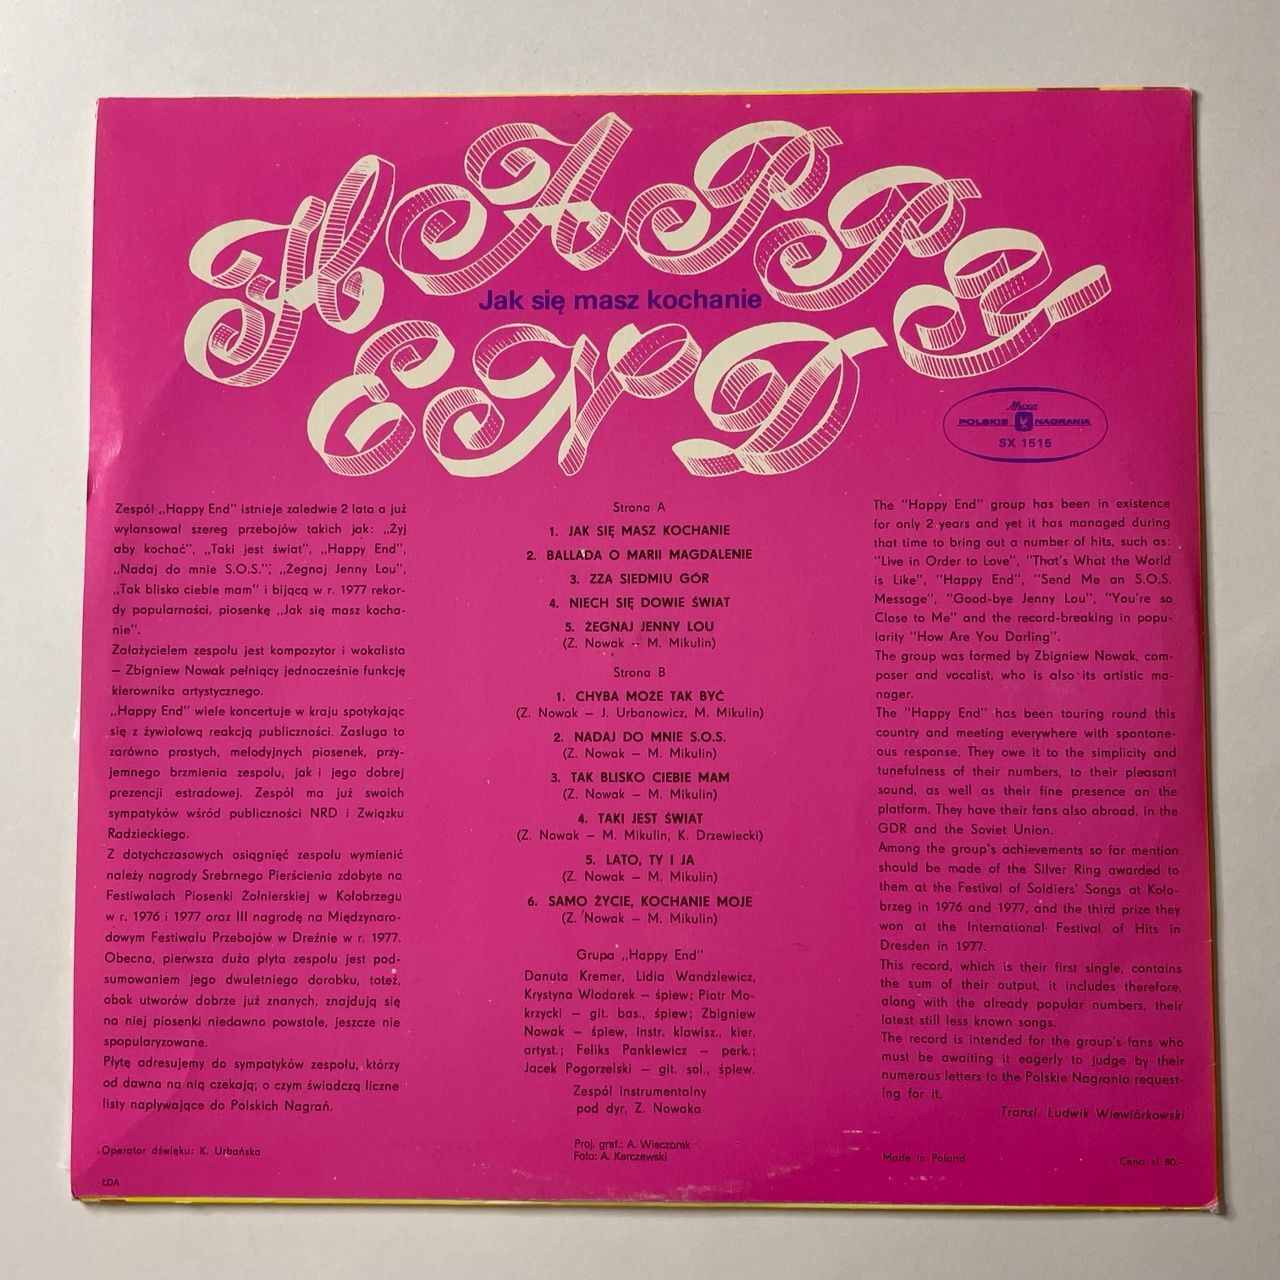 HAPPY
Jak się masz kochanie
END
Muza
POLSKIE NAGRANIA
SX 1515
Zespół „Happy End" istnieje zaledwie 2 lata a już
wylansował szereg przebojów takich jak: „Żyj
aby kochać", „Taki jest świat", „Happy End",
„Nadaj do mnie S.O.S.", „Żegnaj Jenny Lou",
„Tak blisko ciebie mam" i bijącą w r. 1977 rekor-
dy popularności, piosenkę „Jak się masz kocha-
nie".
Założycielem zespołu jest kompozytor i wokalista
– Zbigniew Nowak pełniący jednocześnie funkcję
kierownika artystycznego.
„Happy End" wiele koncertuje w kraju spotykając
się z żywiołową reakcją publiczności. Zasługa to
zarówno prostych, melodyjnych piosenek, przy-
jemnego brzmienia zespołu, jak i jego dobrej
prezencji estradowej. Zespół ma już swoich
sympatyków wśród publiczności NRD i Związku
Radzieckiego.
Z dotychczasowych osiągnięć zespołu wymienić
należy nagrody Srebrnego Pierścienia zdobyte na
Festiwalach Piosenki Żołnierskiej w Kołobrzegu
w r. 1976 i 1977 oraz III nagrodę na Międzynaro-
dowym Festiwalu Przebojów w Dreźnie w r. 1977.
Obecna, pierwsza duża płyta zespołu jest pod-
sumowaniem jego dwuletniego dorobku, toteż,
obok utworów dobrze już znanych, znajdują się
na niej piosenki niedawno powstałe, jeszcze nie
spopularyzowane.
Płytę adresujemy do sympatyków zespołu, którzy
od dawna na nią czekają; o czym świadczą liczne
listy napływające do Polskich Nagrań.
Operator dźwięku: K. Urbańska
ŁDA
Strona A
1. JAK SIĘ MASZ KOCHANIE
2. BALLADA O MARII MAGDALENIE
3. ZZA SIEDMIU GÓR
4. NIECH SIĘ DOWIE ŚWIAT
5. ŻEGNAJ JENNY LOU
(Z. Nowak – M. Mikulin)
Strona B
1. CHYBA MOŻE TAK BYĆ
(Z. Nowak – J. Urbanowicz, M. Mikulin)
2. NADAJ DO MNIE S.O.S.
(Z. Nowak – M. Mikulin)
3. TAK BLISKO CIEBIE MAM
(Z. Nowak – M. Mikulin)
4. TAKI JEST ŚWIAT
(Z. Nowak – M. Mikulin, K. Drzewiecki)
5. LATO, TY I JA
(Z. Nowak – M. Mikulin)
6. SAMO ŻYCIE, KOCHANIE MOJE
(Z. Nowak – M. Mikulin)
Grupa „Happy End"
Danuta Kremer, Lidia Wandzlewicz,
Krystyna Włodarek – śpiew; Piotr Mo-
krzycki – git. bas., śpiew; Zbigniew
Nowak – śpiew, instr. klawisz., kier.
artyst.; Feliks Pankiewicz – perk.;
Jacek Pogorzelski – git. sol., śpiew.
Zespół instrumentalny
pod dyr. Z. Nowaka
Proj. graf.: A. Wieczorek
Foto: A. Karczewski
The "Happy End" group has been in existence
for only 2 years and yet it has managed during
that time to bring out a number of hits, such as:
"Live in Order to Love", "That's What the World
is Like", "Happy End", "Send Me an S.O.S.
Message", "Good-bye Jenny Lou", "You're so
Close to Me" and the record-breaking in popu-
larity "How Are You Darling".
The group was formed by Zbigniew Nowak, com-
poser and vocalist, who is also its artistic ma-
nager.
The "Happy End" has been touring round this
country and meeting everywhere with spontane-
ous response. They owe it to the simplicity and
tunefulness of their numbers, to their pleasant
sound, as well as their fine presence on the
platform. They have their fans also abroad, in the
GDR and the Soviet Union.
Among the group's achievements so far mention
should be made of the Silver Ring awarded to
them at the Festival of Soldiers' Songs at Koło-
brzeg in 1976 and 1977, and the third prize they
won at the International Festival of Hits in
Dresden in 1977.
This record, which is their first single, contains
the sum of their output, it includes therefore,
along with the already popular numbers, their
latest still less known songs.
The record is intended for the group's fans who
must be awaiting it eagerly to judge by their
numerous letters to the Polskie Nagrania request-
ing for it.
Transl. Ludwik Wiewiórkowski
Made in Poland
Cena zł 80.–